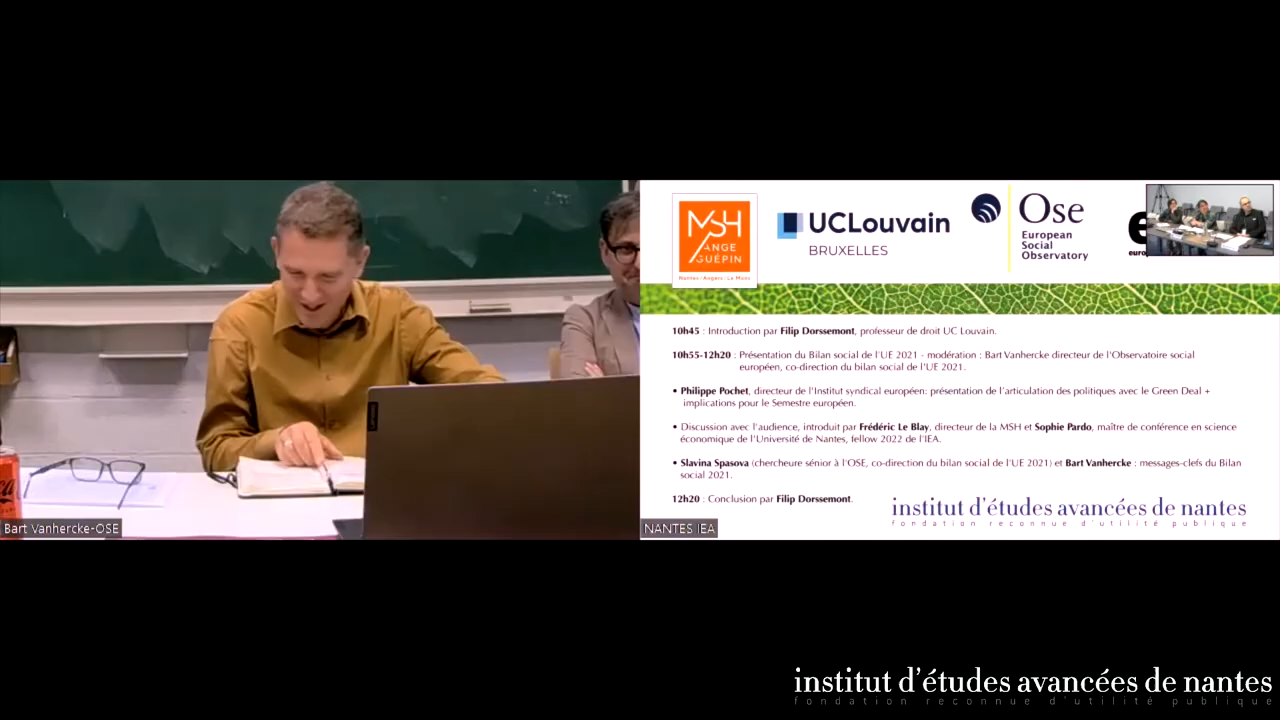 MSH
ANGE
GUÉPIN
Nantes · Angers · Le Mans
UCLouvain
BRUXELLES
Ose
European
Social
Observatory
10h45 : Introduction par Filip Dorssemont, professeur de droit UC Louvain.
10h55-12h20 : Présentation du Bilan social de l'UE 2021 - modération : Bart Vanhercke directeur de l'Observatoire social
européen, co-direction du bilan social de l'UE 2021.
• Philippe Pochet, directeur de l'Institut syndical européen: présentation de l'articulation des politiques avec le Green Deal +
implications pour le Semestre européen.
• Discussion avec l'audience, introduit par Frédéric Le Blay, directeur de la MSH et Sophie Pardo, maître de conférence en science
économique de l'Université de Nantes, fellow 2022 de l'IEA.
• Slavina Spasova (chercheure sénior à l'OSE, co-direction du bilan social de l'UE 2021) et Bart Vanhercke : messages-clefs du Bilan
social 2021.
12h20 : Conclusion par Filip Dorssemont.
institut d'études avancées de nantes
fondation reconnue d'utilité publique
Bart Vanhercke-OSE
NANTES IEA
institut d'études avancées de nantes
fondation reconnue d'utilité publique